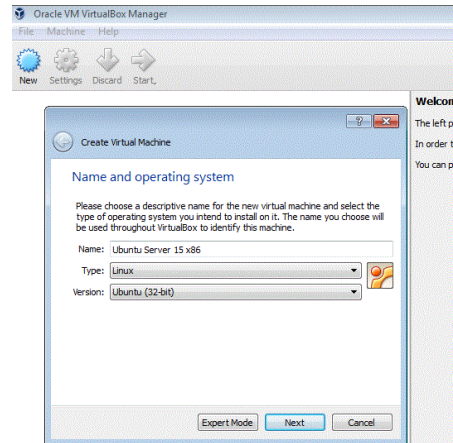 Oracle VM VirtualBox Manager
File Machine Help
New Settings Discard Start,
Welcon
The left p
In order t
You can p
Create Virtual Machine
Name and operating system
Please choose a descriptive name for the new virtual machine and select the
type of operating system you intend to install on it. The name you choose will
be used throughout VirtualBox to identify this machine.
Name: Ubuntu Server 15 x86
Type: Linux
Version: Ubuntu (32-bit)
Expert Mode Next Cancel